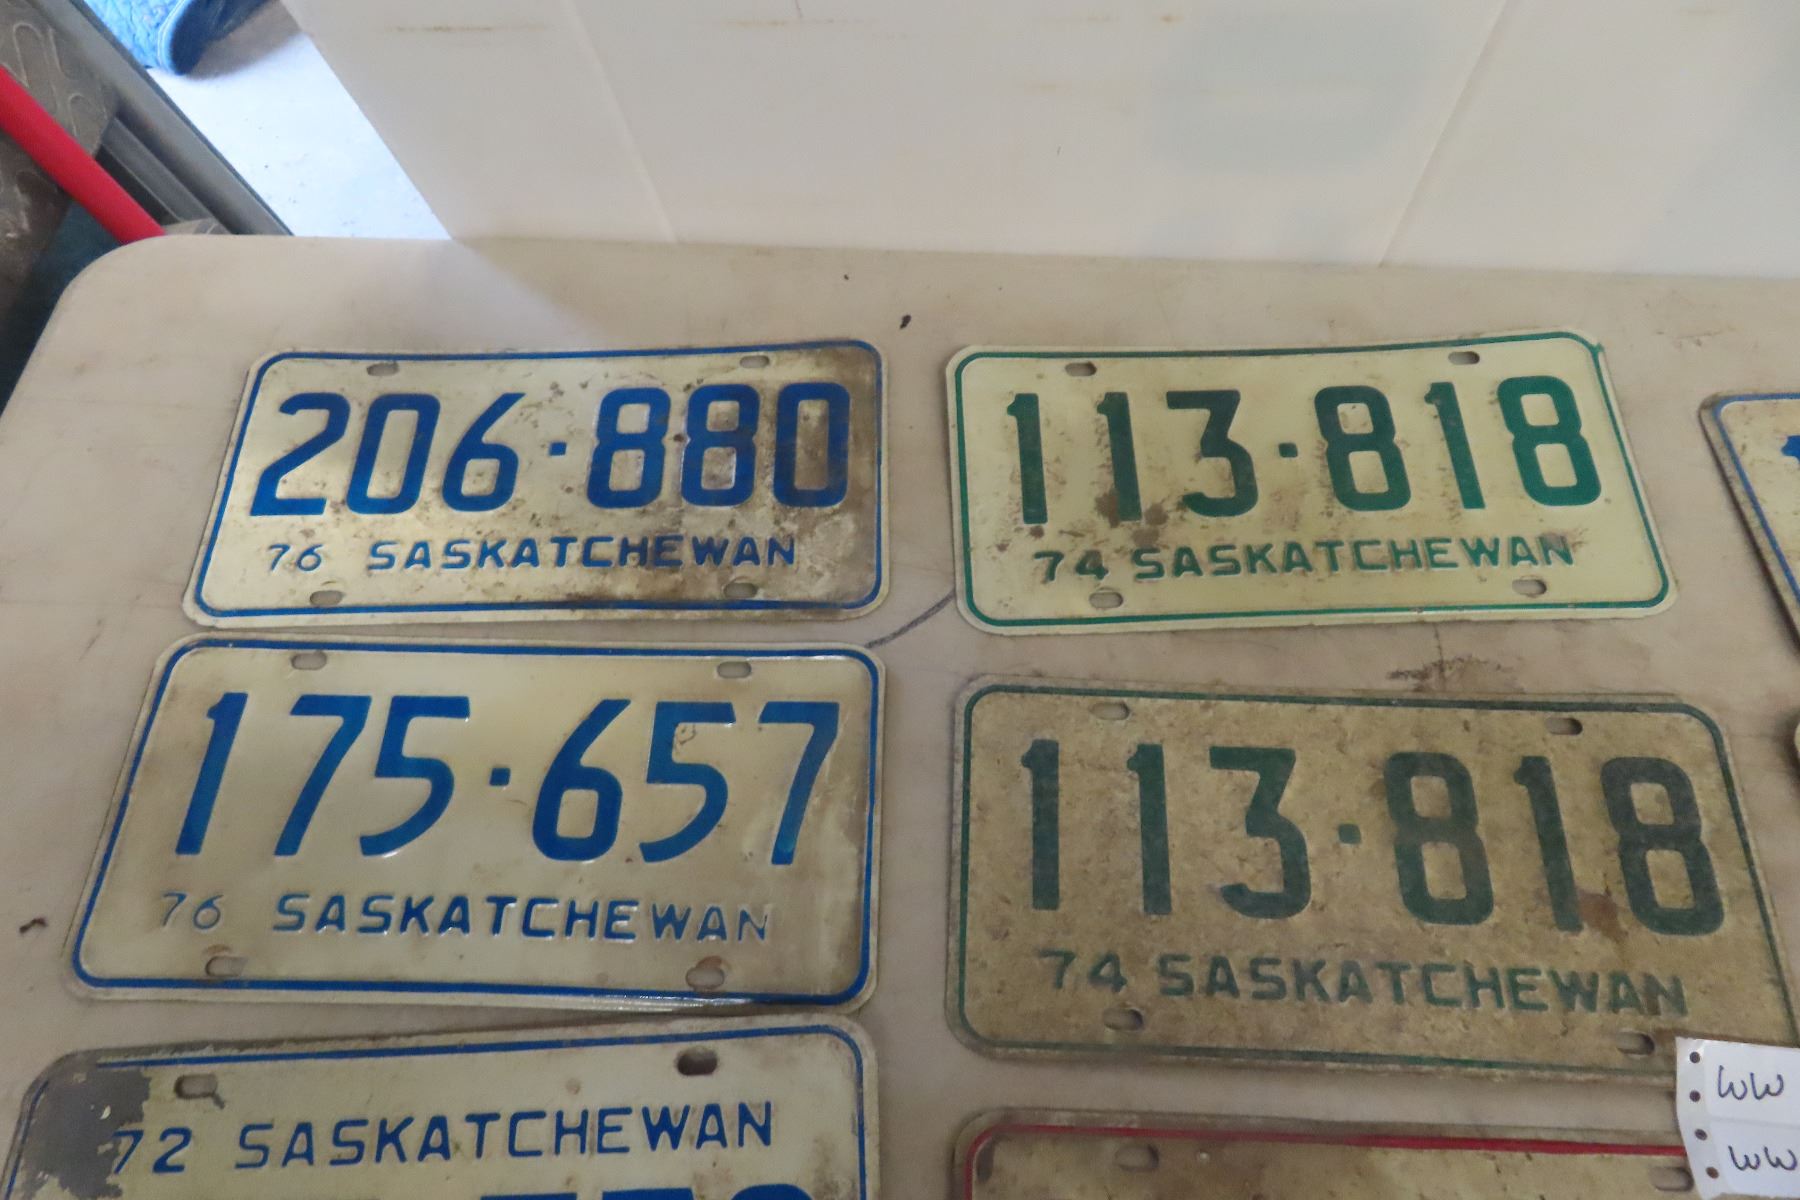 206·880
76 SASKATCHEWAN
113·818
74 SASKATCHEWAN
175·657
76 SASKATCHEWAN
113·818
74 SASKATCHEWAN
72 SASKATCHEWAN
WW
WW